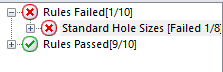 Rules Failed[1/10]
Standard Hole Sizes [Failed 1/8]
Rules Passed[9/10]